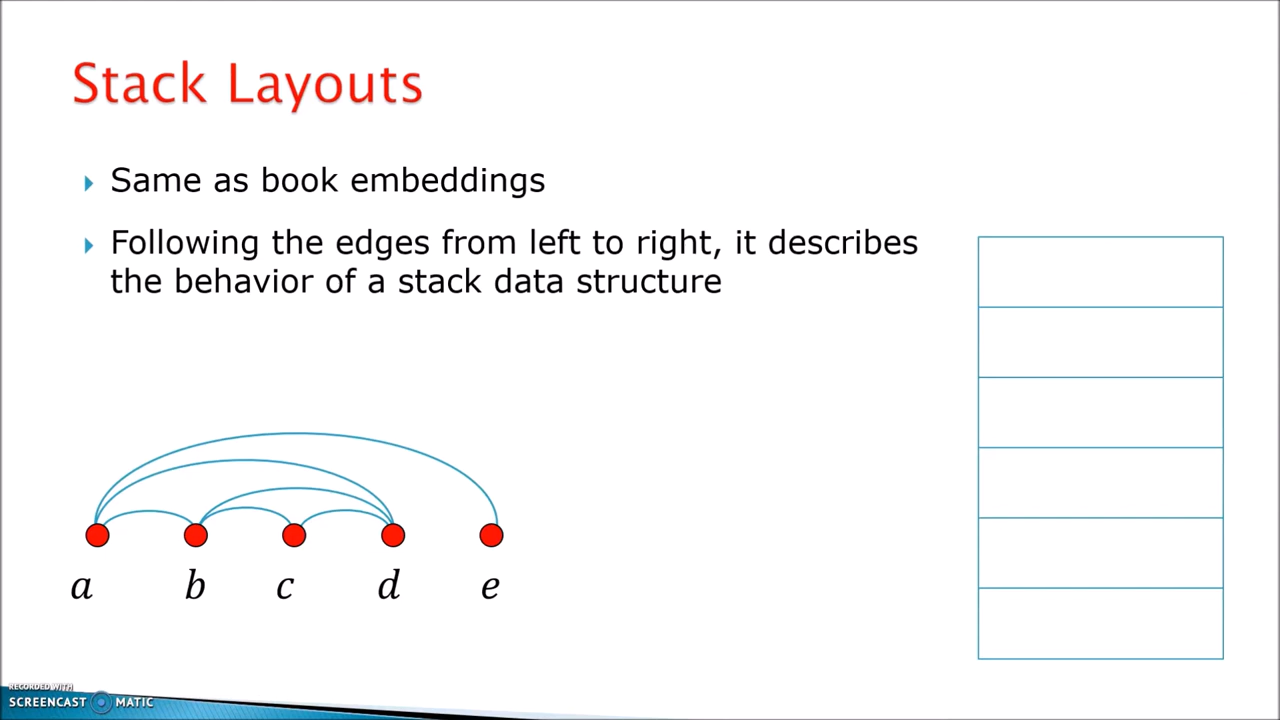 Stack Layouts
Same as book embeddings
Following the edges from left to right, it describes
the behavior of a stack data structure
a b c d e
RECORDED WITH
SCREENCAST MATIC